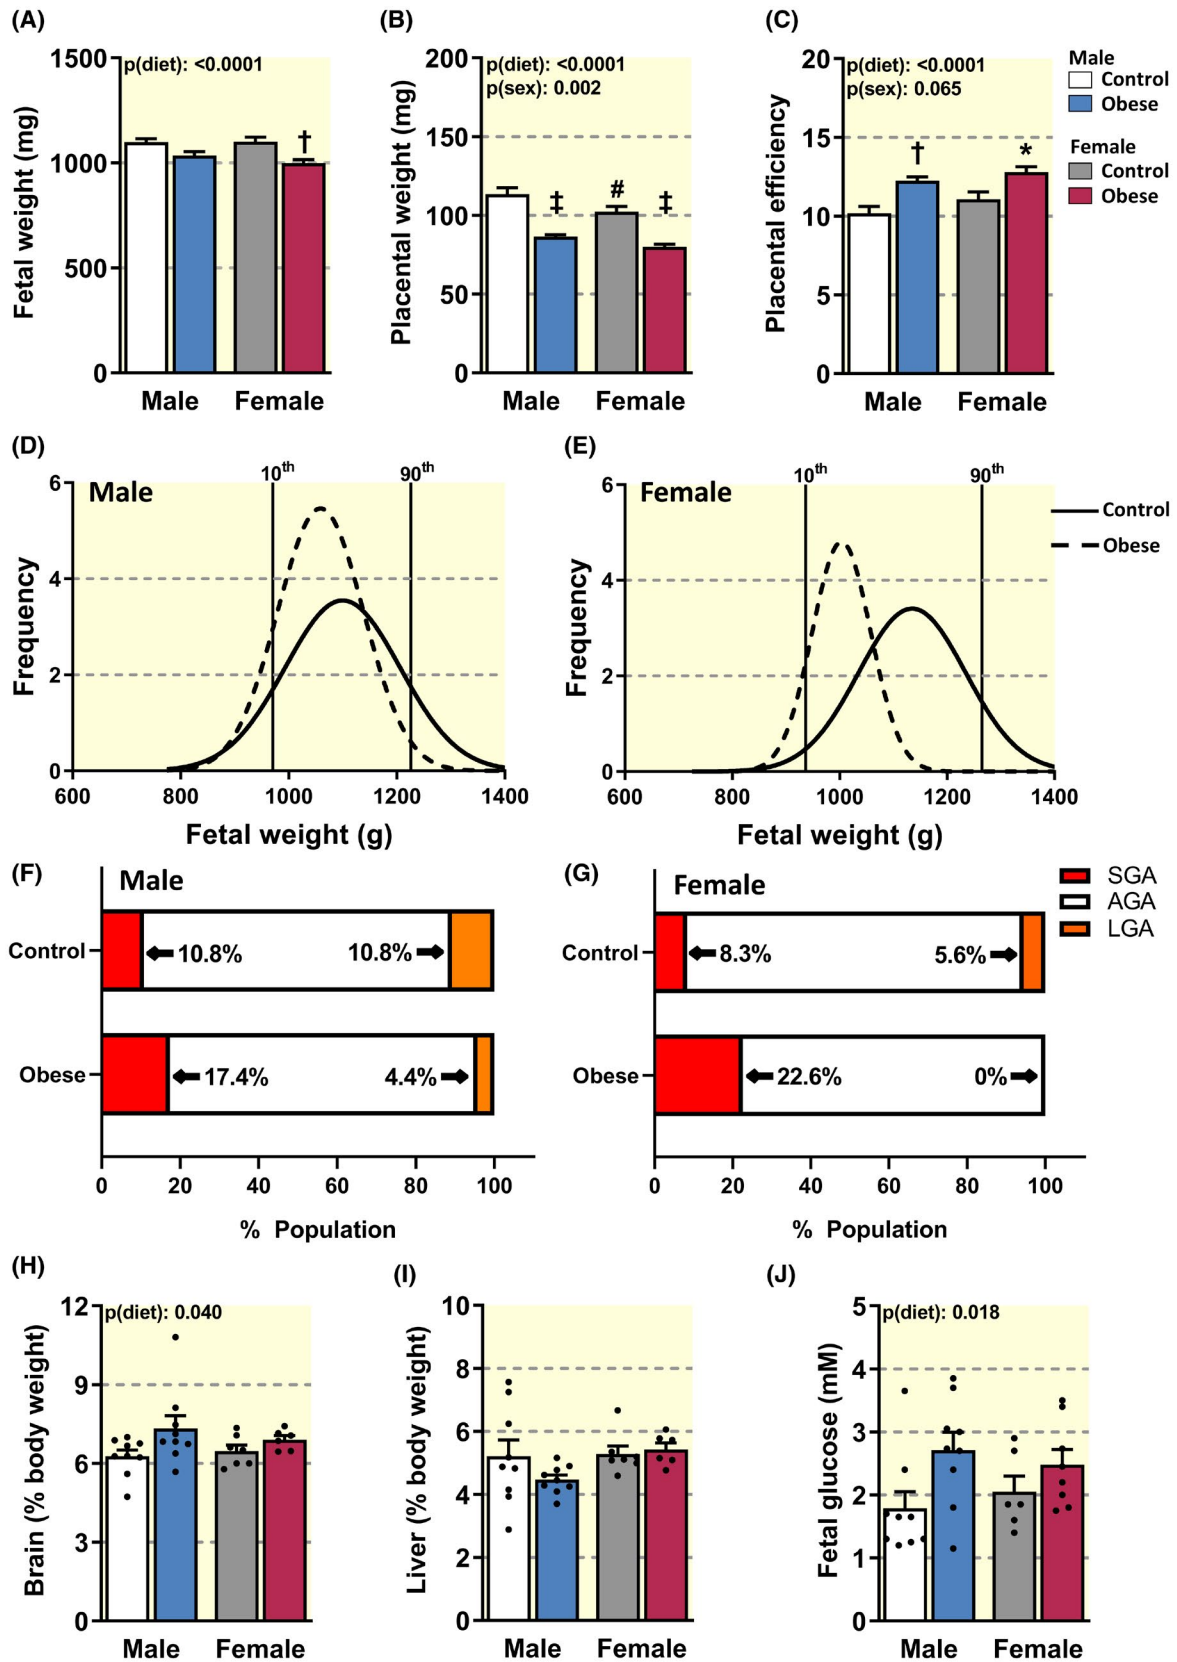 (A)
p(diet): <0.0001
Fetal weight (mg)
1500
1000
500
0
†
Male Female
(B)
p(diet): <0.0001
p(sex): 0.002
Placental weight (mg)
200
150
100
50
0
‡ # ‡
Male Female
(C)
p(diet): <0.0001
p(sex): 0.065
Placental efficiency
20
15
10
5
0
† *
Male Female
Male
Control
Obese
Female
Control
Obese
(D)
Male
10th 90th
Frequency
6
4
2
0
600 800 1000 1200 1400
Fetal weight (g)
(E)
Female
10th 90th
Frequency
6
4
2
0
600 800 1000 1200 1400
Fetal weight (g)
Control
Obese
(F)
Male
Control 10.8% 10.8%
Obese 17.4% 4.4%
0 20 40 60 80 100
% Population
(G)
Female
Control 8.3% 5.6%
Obese 22.6% 0%
0 20 40 60 80 100
% Population
SGA
AGA
LGA
(H)
p(diet): 0.040
Brain (% body weight)
12
9
6
3
0
Male Female
(I)
Liver (% body weight)
10
8
6
4
2
0
Male Female
(J)
p(diet): 0.018
Fetal glucose (mM)
5
4
3
2
1
0
Male Female